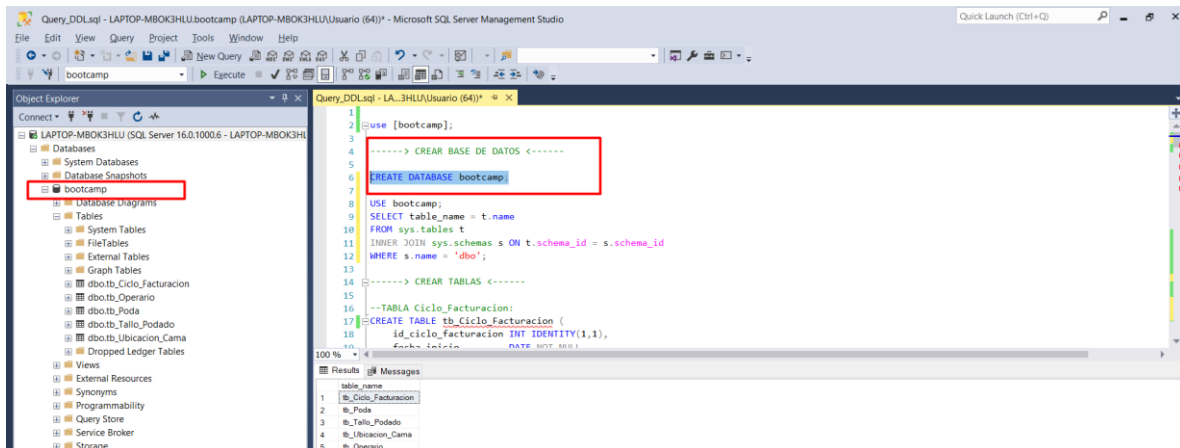 Query_DDL.sql - LAPTOP-MBOK3HLU.bootcamp (LAPTOP-MBOK3HLU\Usuario (64))* - Microsoft SQL Server Management Studio
Quick Launch (Ctrl+Q)
File Edit View Query Project Tools Window Help
New Query
bootcamp
Execute
Object Explorer
Query_DDL.sql - LA...3HLU\Usuario (64))*
Connect
LAPTOP-MBOK3HLU (SQL Server 16.0.1000.6 - LAPTOP-MBOK3HL
Databases
System Databases
Database Snapshots
bootcamp
Database Diagrams
Tables
System Tables
FileTables
External Tables
Graph Tables
dbo.tb_Ciclo_Facturacion
dbo.tb_Operario
dbo.tb_Poda
dbo.tb_Tallo_Podado
dbo.tb_Ubicacion_Cama
Dropped Ledger Tables
Views
External Resources
Synonyms
Programmability
Query Store
Service Broker
Storage
1
2 use [bootcamp];
3
4 ------> CREAR BASE DE DATOS <------
5
6 CREATE DATABASE bootcamp;
7
8 USE bootcamp;
9 SELECT table_name = t.name
10 FROM sys.tables t
11 INNER JOIN sys.schemas s ON t.schema_id = s.schema_id
12 WHERE s.name = 'dbo';
13
14 ------> CREAR TABLAS <------
15
16 --TABLA Ciclo_Facturacion:
17 CREATE TABLE tb_Ciclo_Facturacion (
18 id_ciclo_facturacion INT IDENTITY(1,1),
19 fecha_inicio DATE NOT NULL
100 %
Results Messages
table_name
1 tb_Ciclo_Facturacion
2 tb_Poda
3 tb_Tallo_Podado
4 tb_Ubicacion_Cama
5 tb_Operario